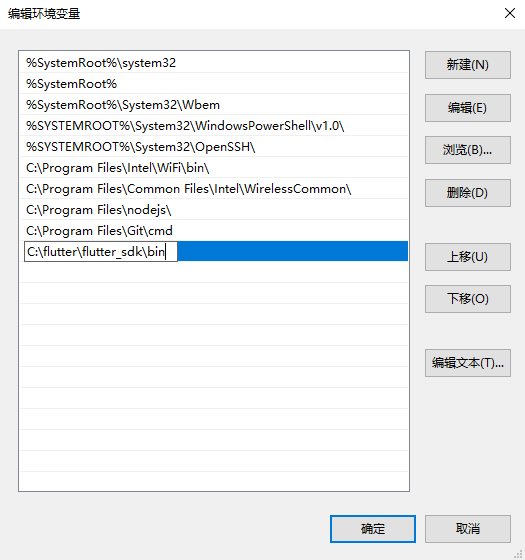 编辑环境变量
%SystemRoot%\system32
%SystemRoot%
%SystemRoot%\System32\Wbem
%SYSTEMROOT%\System32\WindowsPowerShell\v1.0\
%SYSTEMROOT%\System32\OpenSSH\
C:\Program Files\Intel\WiFi\bin\
C:\Program Files\Common Files\Intel\WirelessCommon\
C:\Program Files\nodejs\
C:\Program Files\Git\cmd
C:\flutter\flutter_sdk\bin
新建(N)
编辑(E)
浏览(B)...
删除(D)
上移(U)
下移(O)
编辑文本(T)...
确定
取消